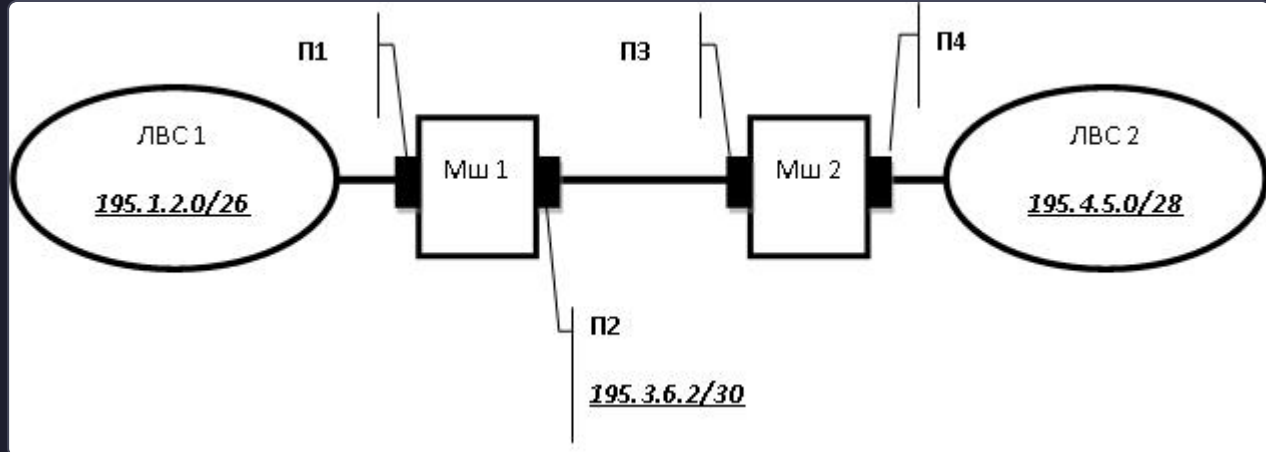 П1
П3
П4
ЛВС 1
195.1.2.0/26
Мш 1
Мш 2
ЛВС 2
195.4.5.0/28
П2
195.3.6.2/30